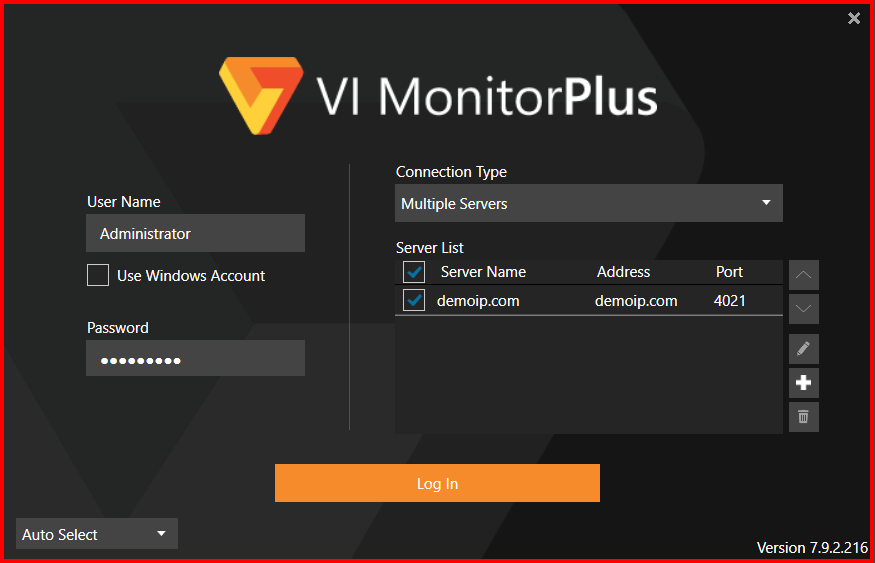 VI MonitorPlus
User Name
Administrator
Use Windows Account
Password
Connection Type
Multiple Servers
Server List
Server Name Address Port
demoip.com demoip.com 4021
Log In
Auto Select
Version 7.9.2.216